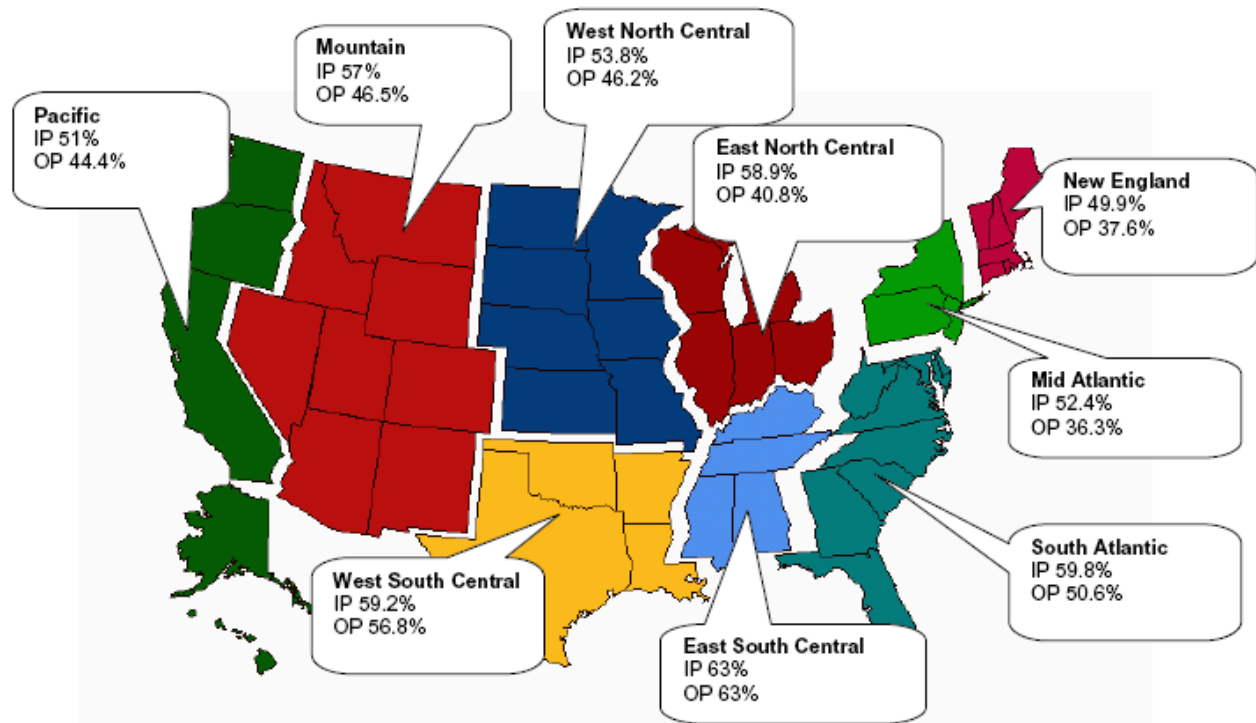 West North Central
IP 53.8%
OP 46.2%
Mountain
IP 57%
OP 46.5%
Pacific
IP 51%
OP 44.4%
East North Central
IP 58.9%
OP 40.8%
New England
IP 49.9%
OP 37.6%
Mid Atlantic
IP 52.4%
OP 36.3%
South Atlantic
IP 59.8%
OP 50.6%
West South Central
IP 59.2%
OP 56.8%
East South Central
IP 63%
OP 63%